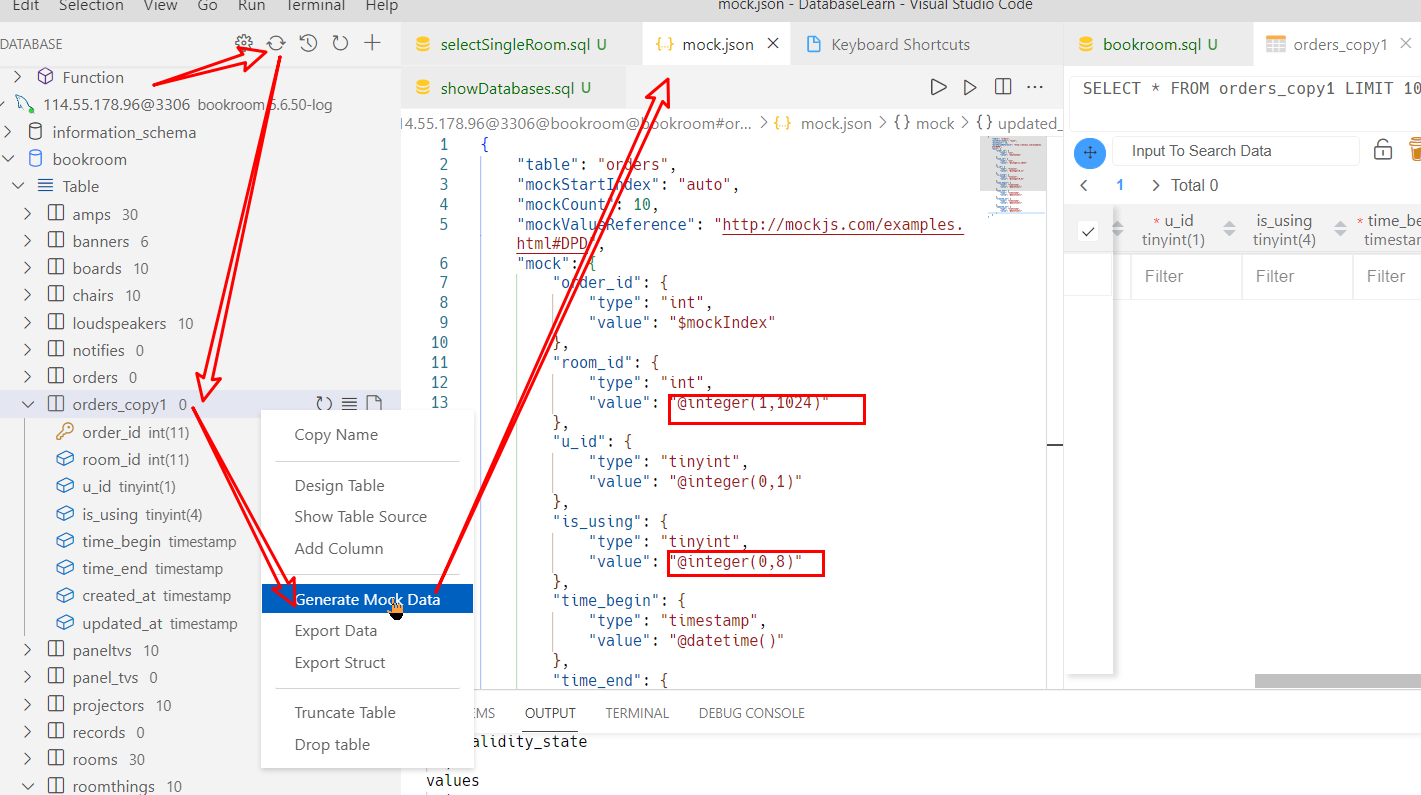 Edit Selection View Go Run Terminal Help
mock.json - DatabaseLearn - Visual Studio Code
DATABASE
Function
114.55.178.96@3306 bookroom 5.6.50-log
information_schema
bookroom
Table
amps 30
banners 6
boards 10
chairs 10
loudspeakers 10
notifies 0
orders 0
orders_copy1 0
order_id int(11)
room_id int(11)
u_id tinyint(1)
is_using tinyint(4)
time_begin timestamp
time_end timestamp
created_at timestamp
updated_at timestamp
paneltvs 10
panel_tvs 0
projectors 10
records 0
rooms 30
roomthings 10
Copy Name
Design Table
Show Table Source
Add Column
Generate Mock Data
Export Data
Export Struct
Truncate Table
Drop table
selectSingleRoom.sql U
mock.json
Keyboard Shortcuts
showDatabases.sql U
14.55.178.96@3306@bookroom@bookroom#or... > {..} mock.json > {} mock > {} updated_
1 {
2 "table": "orders",
3 "mockStartIndex": "auto",
4 "mockCount": 10,
5 "mockValueReference": "http://mockjs.com/examples.
html#DPD",
6 "mock": {
7 "order_id": {
8 "type": "int",
9 "value": "$mockIndex"
10 },
11 "room_id": {
12 "type": "int",
13 "value": "@integer(1,1024)"
},
"u_id": {
"type": "tinyint",
"value": "@integer(0,1)"
},
"is_using": {
"type": "tinyint",
"value": "@integer(0,8)"
},
"time_begin": {
"type": "timestamp",
"value": "@datetime()"
},
"time_end": {
EMS OUTPUT TERMINAL DEBUG CONSOLE
alidity_state
values
bookroom.sql U
orders_copy1
SELECT * FROM orders_copy1 LIMIT 10
Input To Search Data
1 Total 0
* u_id is_using * time_be
tinyint(1) tinyint(4) timestar
Filter Filter Filter